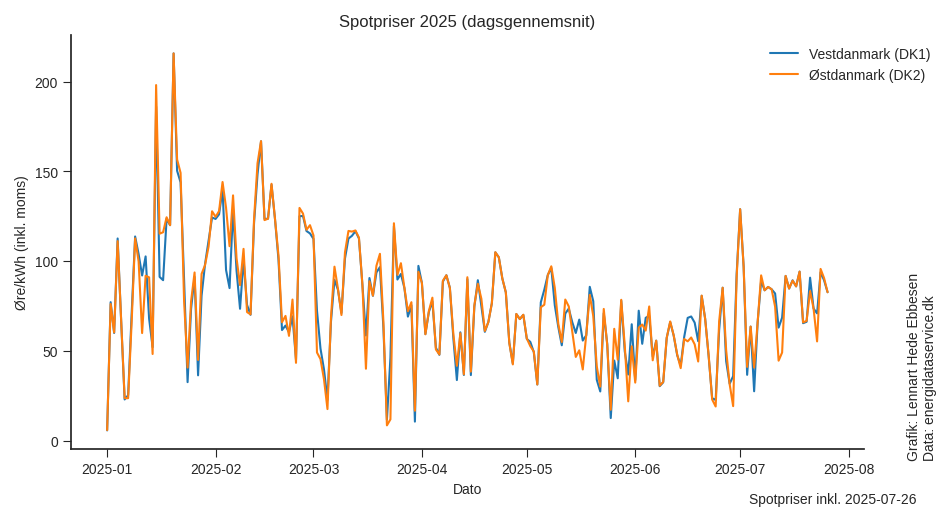 Spotpriser 2025 (dagsgennemsnit)
Vestdanmark (DK1)
Østdanmark (DK2)
Øre/kWh (inkl. moms)
200
150
100
50
0
2025-01
2025-02
2025-03
2025-04
2025-05
2025-06
2025-07
2025-08
Dato
Grafik: Lennart Hede Ebbesen
Data: energidataservice.dk
Spotpriser inkl. 2025-07-26